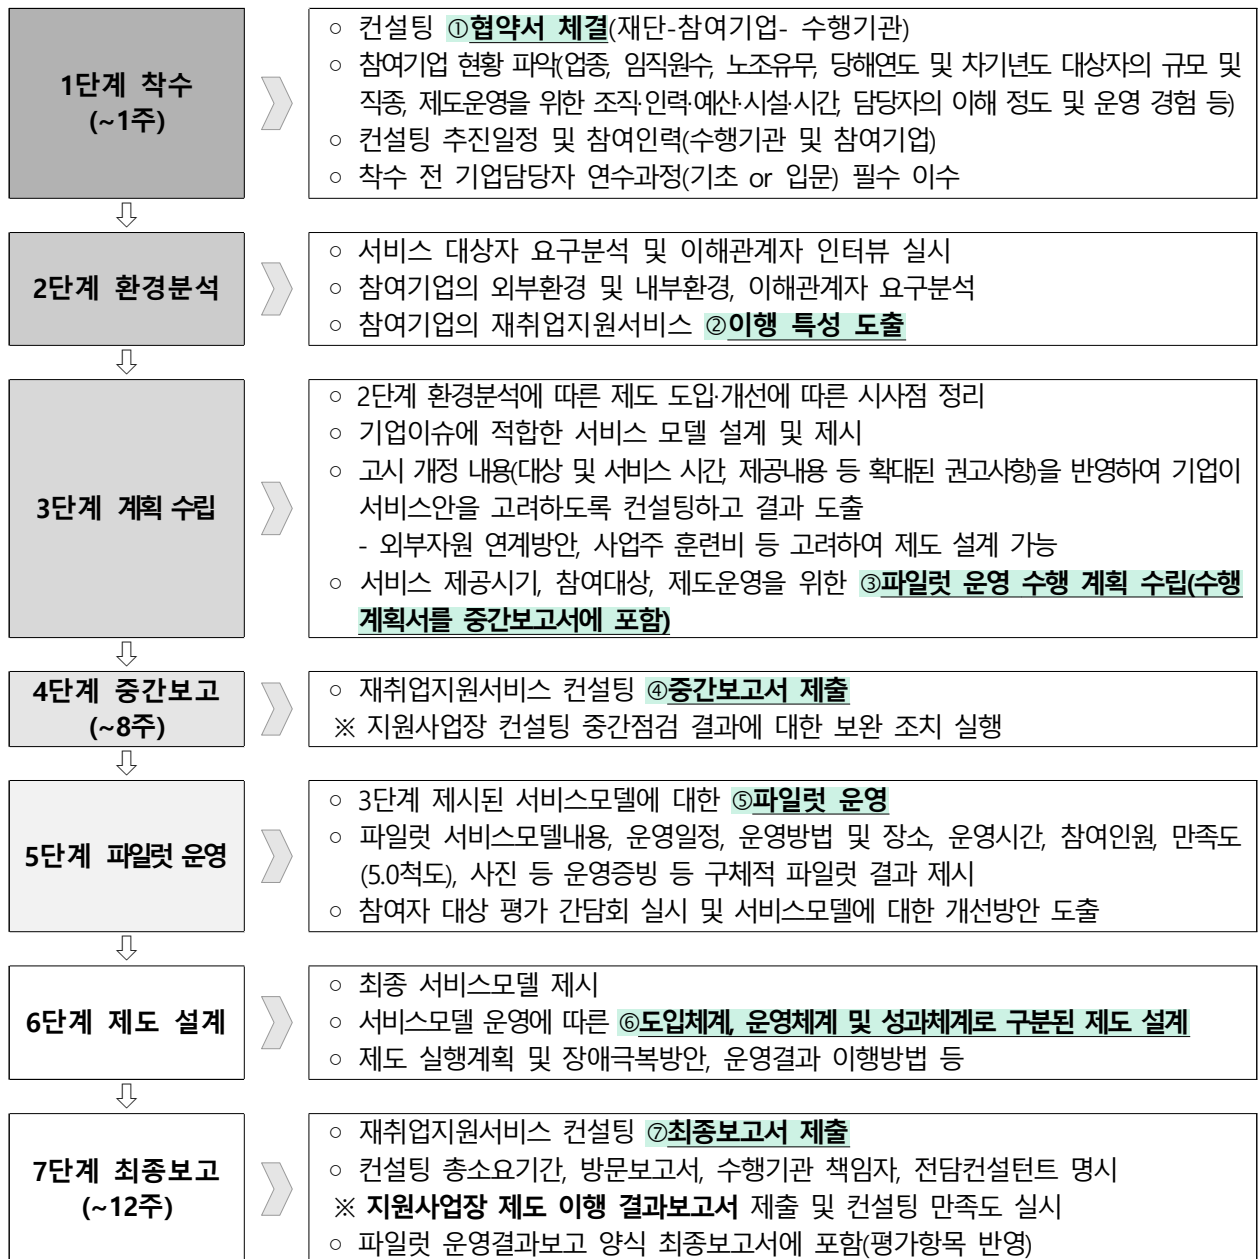 1단계 착수
(~1주)
○ 컨설팅 ①협약서 체결(재단-참여기업- 수행기관)
○ 참여기업 현황 파악(업종, 임직원수, 노조유무, 당해연도 및 차기년도 대상자의 규모 및
직종, 제도운영을 위한 조직·인력·예산·시설·시간, 담당자의 이해 정도 및 운영 경험 등)
○ 컨설팅 추진일정 및 참여인력(수행기관 및 참여기업)
○ 착수 전 기업담당자 연수과정(기초 or 입문) 필수 이수
2단계 환경분석
○ 서비스 대상자 요구분석 및 이해관계자 인터뷰 실시
○ 참여기업의 외부환경 및 내부환경, 이해관계자 요구분석
○ 참여기업의 재취업지원서비스 ②이행 특성 도출
3단계 계획 수립
○ 2단계 환경분석에 따른 제도 도입·개선에 따른 시사점 정리
○ 기업이슈에 적합한 서비스 모델 설계 및 제시
○ 고시 개정 내용(대상 및 서비스 시간, 제공내용 등 확대된 권고사항)을 반영하여 기업이
서비스안을 고려하도록 컨설팅하고 결과 도출
- 외부자원 연계방안, 사업주 훈련비 등 고려하여 제도 설계 가능
○ 서비스 제공시기, 참여대상, 제도운영을 위한 ③파일럿 운영 수행 계획 수립(수행
계획서를 중간보고서에 포함)
4단계 중간보고
(~8주)
○ 재취업지원서비스 컨설팅 ④중간보고서 제출
※ 지원사업장 컨설팅 중간점검 결과에 대한 보완 조치 실행
5단계 파일럿 운영
○ 3단계 제시된 서비스모델에 대한 ⑤파일럿 운영
○ 파일럿 서비스모델내용, 운영일정, 운영방법 및 장소, 운영시간, 참여인원, 만족도
(5.0척도), 사진 등 운영증빙 등 구체적 파일럿 결과 제시
○ 참여자 대상 평가 간담회 실시 및 서비스모델에 대한 개선방안 도출
6단계 제도 설계
○ 최종 서비스모델 제시
○ 서비스모델 운영에 따른 ⑥도입체계, 운영체계 및 성과체계로 구분된 제도 설계
○ 제도 실행계획 및 장애극복방안, 운영결과 이행방법 등
7단계 최종보고
(~12주)
○ 재취업지원서비스 컨설팅 ⑦최종보고서 제출
○ 컨설팅 총소요기간, 방문보고서, 수행기관 책임자, 전담컨설턴트 명시
※ 지원사업장 제도 이행 결과보고서 제출 및 컨설팅 만족도 실시
○ 파일럿 운영결과보고 양식 최종보고서에 포함(평가항목 반영)